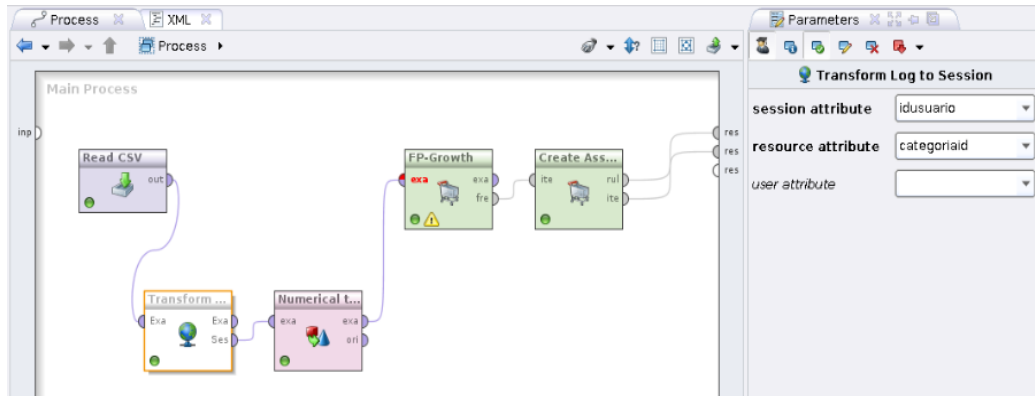 Process
XML
Process
Main Process
inp
Read CSV
out
FP-Growth
exa
exa
fre
Create Ass...
ite
rul
ite
res
res
res
Transform ...
Exa
Exa
Ses
Numerical t...
exa
exa
ori
Parameters
Transform Log to Session
session attribute
idusuario
resource attribute
categoriaid
user attribute